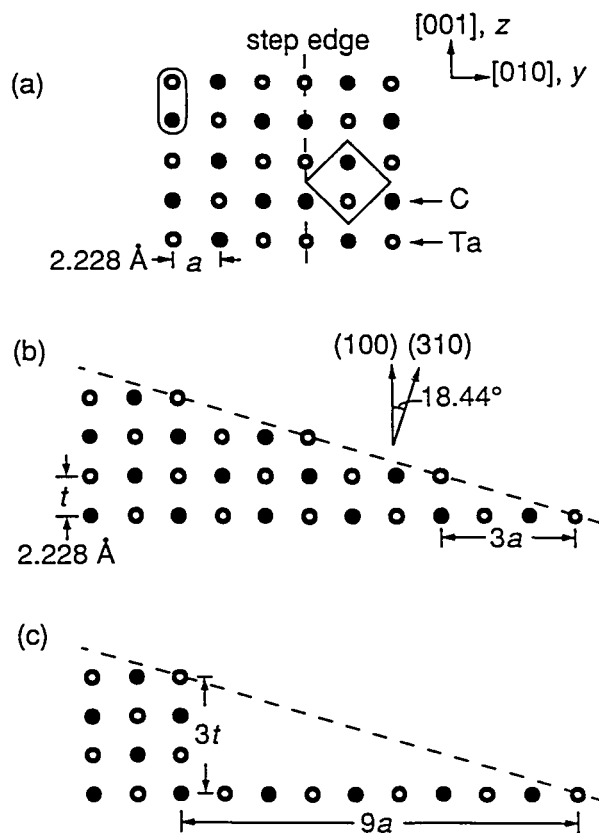 (a)
step edge
[001], z
[010], y
C
Ta
2.228 Å
a
(b)
(100) (310)
18.44°
t
2.228 Å
3a
(c)
3t
9a